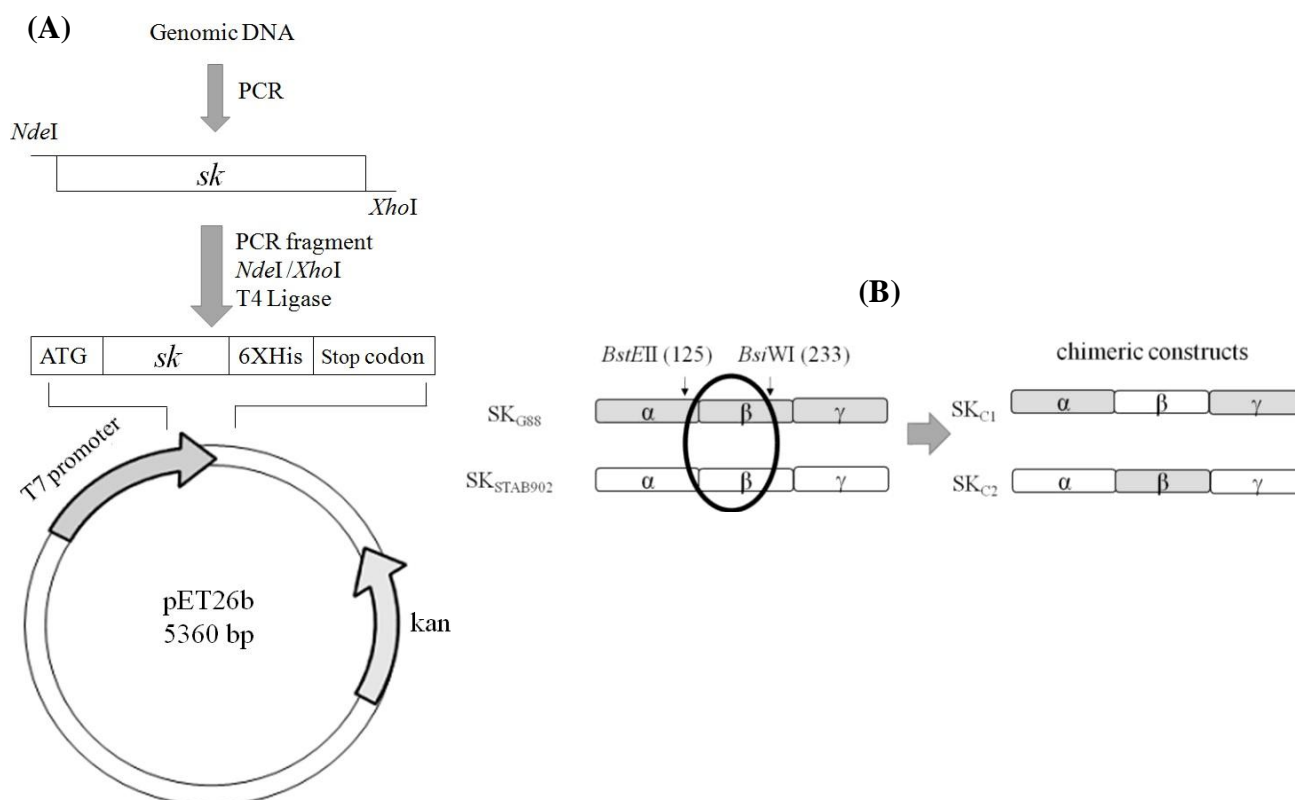 (A)
Genomic DNA
PCR
NdeI
sk
XhoI
PCR fragment
NdeI/XhoI
T4 Ligase
ATG sk 6XHis Stop codon
T7 promoter
pET26b
5360 bp
kan
(B)
BstEII (125) BsiWI (233)
SKG88 α β γ
SKSTAB902 α β γ
chimeric constructs
SKC1 α β γ
SKC2 α β γ